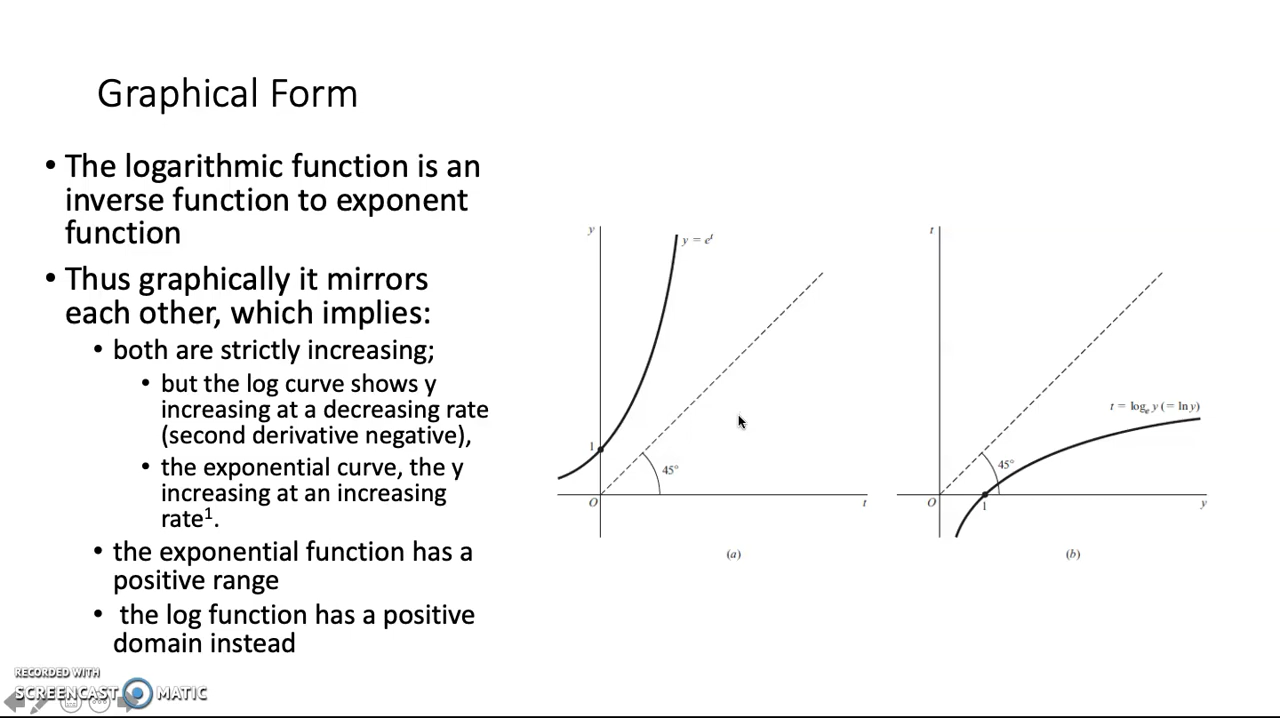 Graphical Form
• The logarithmic function is an
inverse function to exponent
function
• Thus graphically it mirrors
each other, which implies:
• both are strictly increasing;
• but the log curve shows y
increasing at a decreasing rate
(second derivative negative),
• the exponential curve, the y
increasing at an increasing
rate¹.
• the exponential function has a
positive range
• the log function has a positive
domain instead
y
y = eᵗ
1
45°
O
t
(a)
t
t = logₑ y (= ln y)
45°
O
1
y
(b)
RECORDED WITH
SCREENCAST MATIC